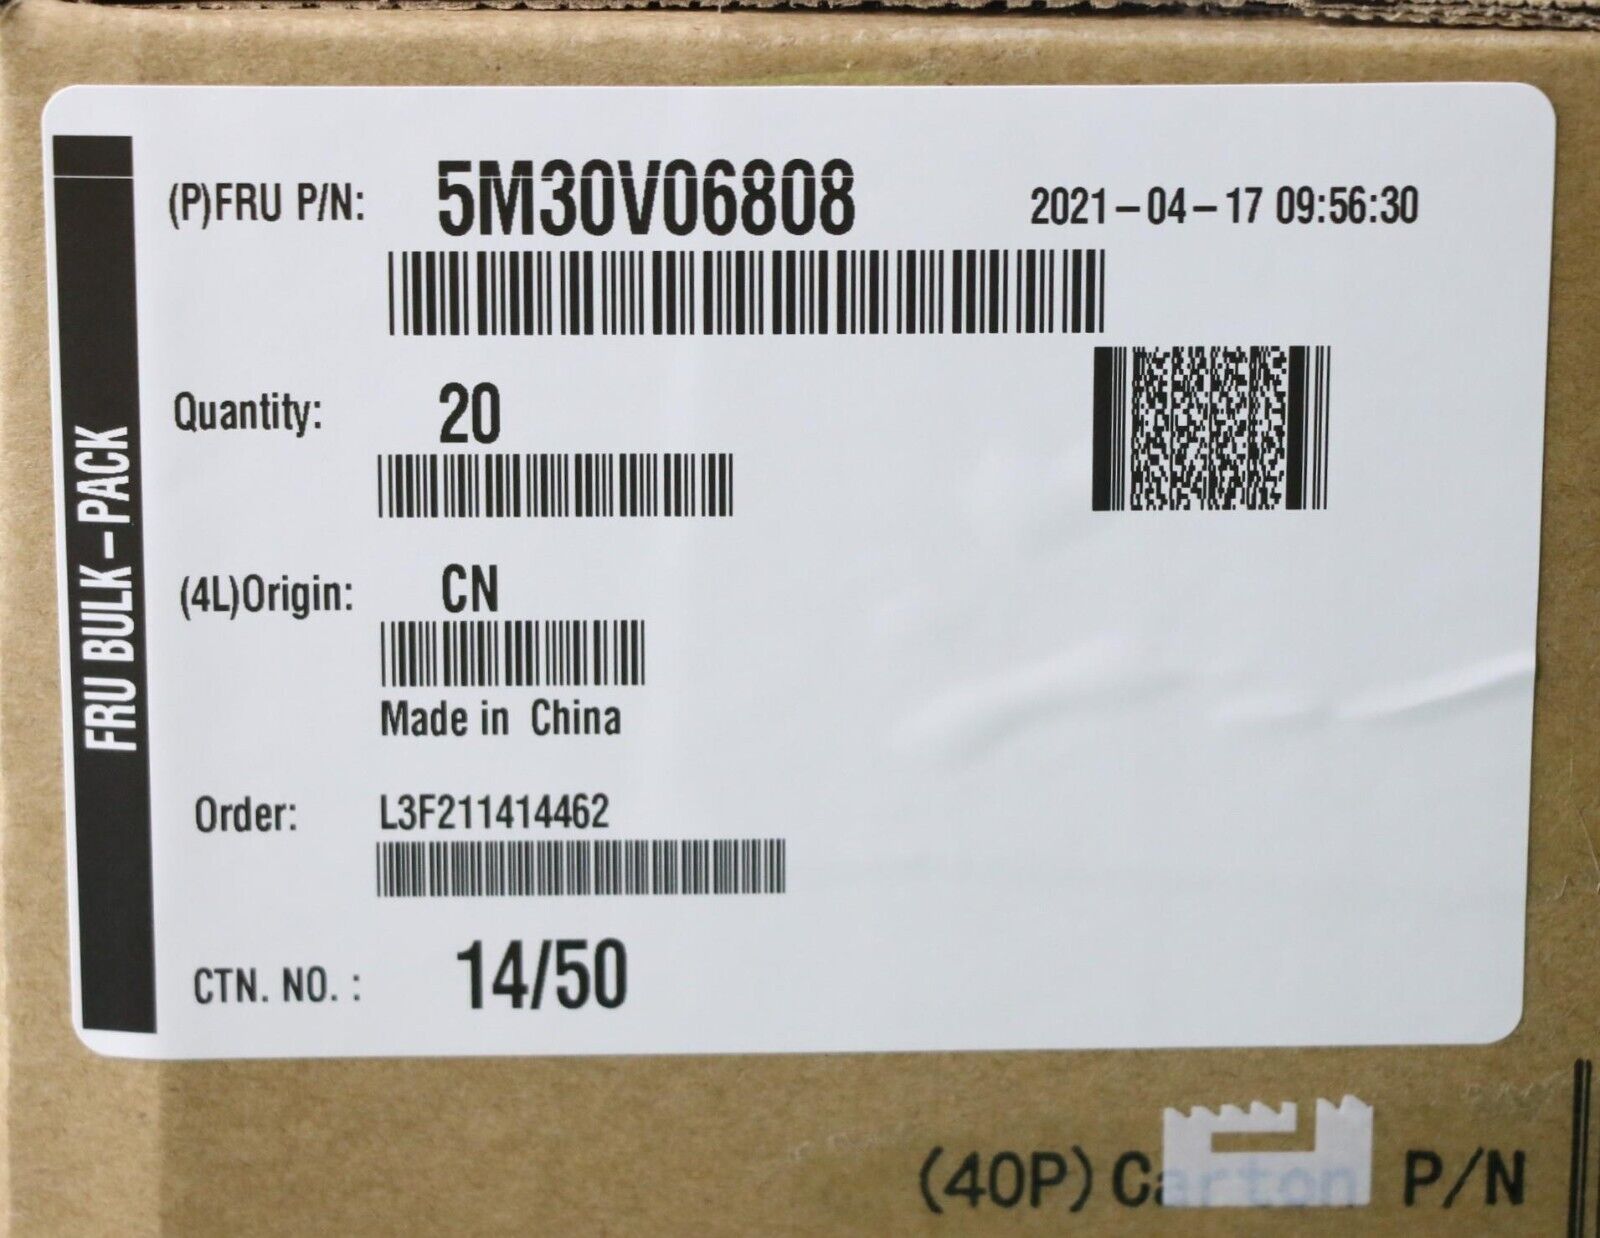 FRU BULK-PACK
(P)FRU P/N: 5M30V06808 2021-04-17 09:56:30
Quantity: 20
(4L)Origin: CN
Made in China
Order: L3F211414462
CTN. NO. : 14/50
(40P) Carton P/N